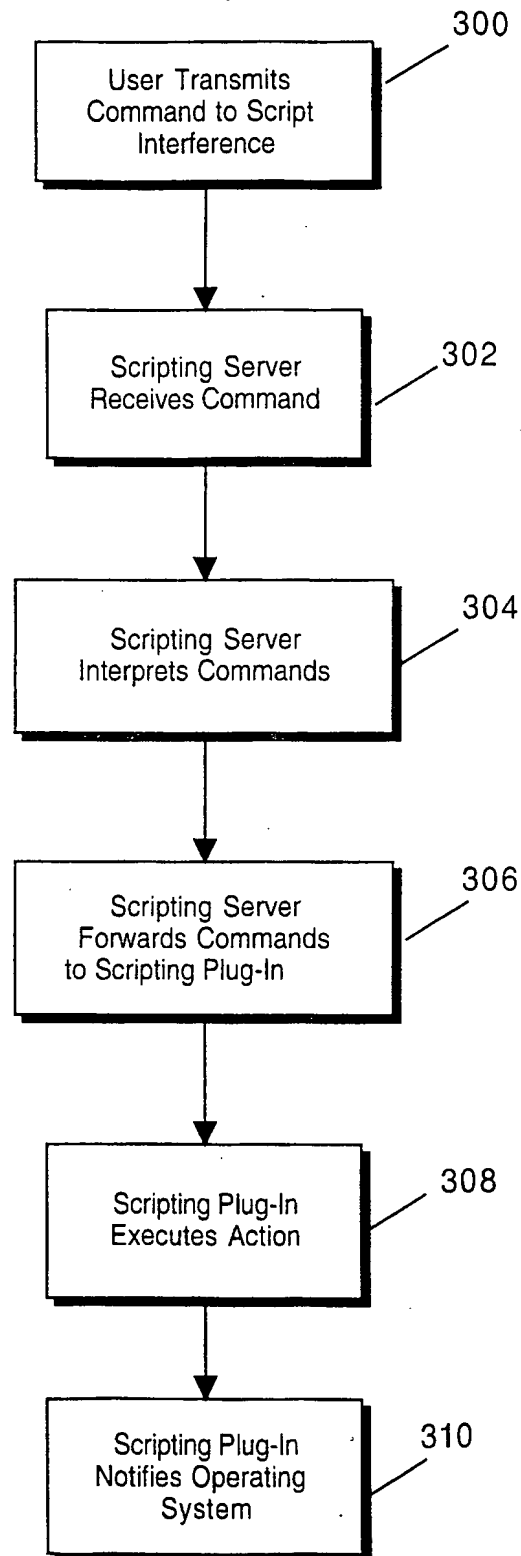 300
User Transmits
Command to Script
Interference
302
Scripting Server
Receives Command
304
Scripting Server
Interprets Commands
306
Scripting Server
Forwards Commands
to Scripting Plug-In
308
Scripting Plug-In
Executes Action
Scripting Plug-In
310
Notifies Operating
System